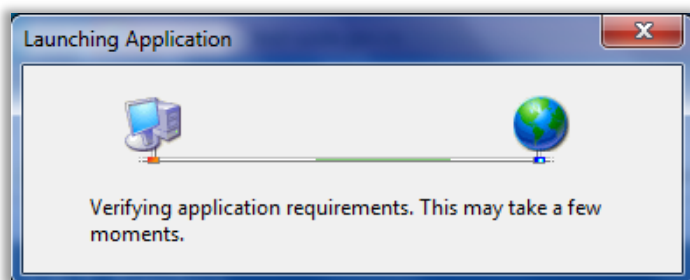 Launching Application
Verifying application requirements. This may take a few
moments.